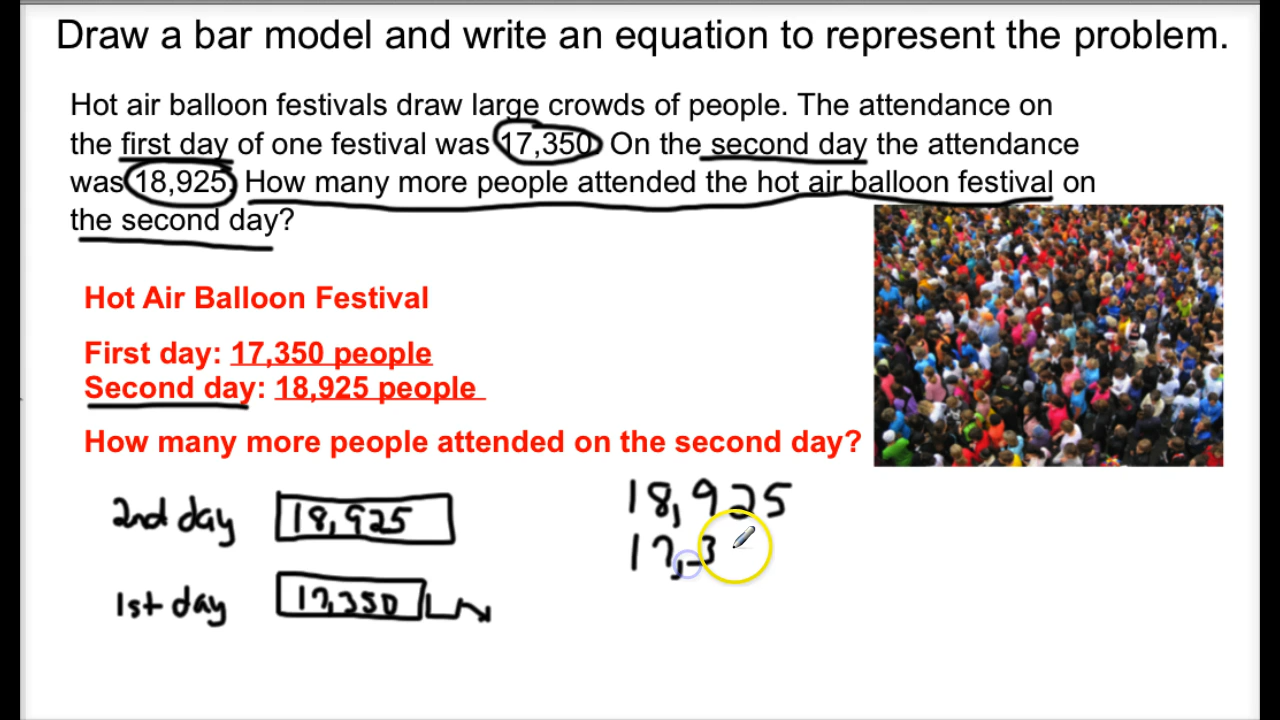 Draw a bar model and write an equation to represent the problem.
Hot air balloon festivals draw large crowds of people. The attendance on
the first day of one festival was 17,350. On the second day the attendance
was 18,925. How many more people attended the hot air balloon festival on
the second day?
Hot Air Balloon Festival
First day: 17,350 people
Second day: 18,925 people
How many more people attended on the second day?
2nd day 18,925
1st day 17,350
18,925
17,3